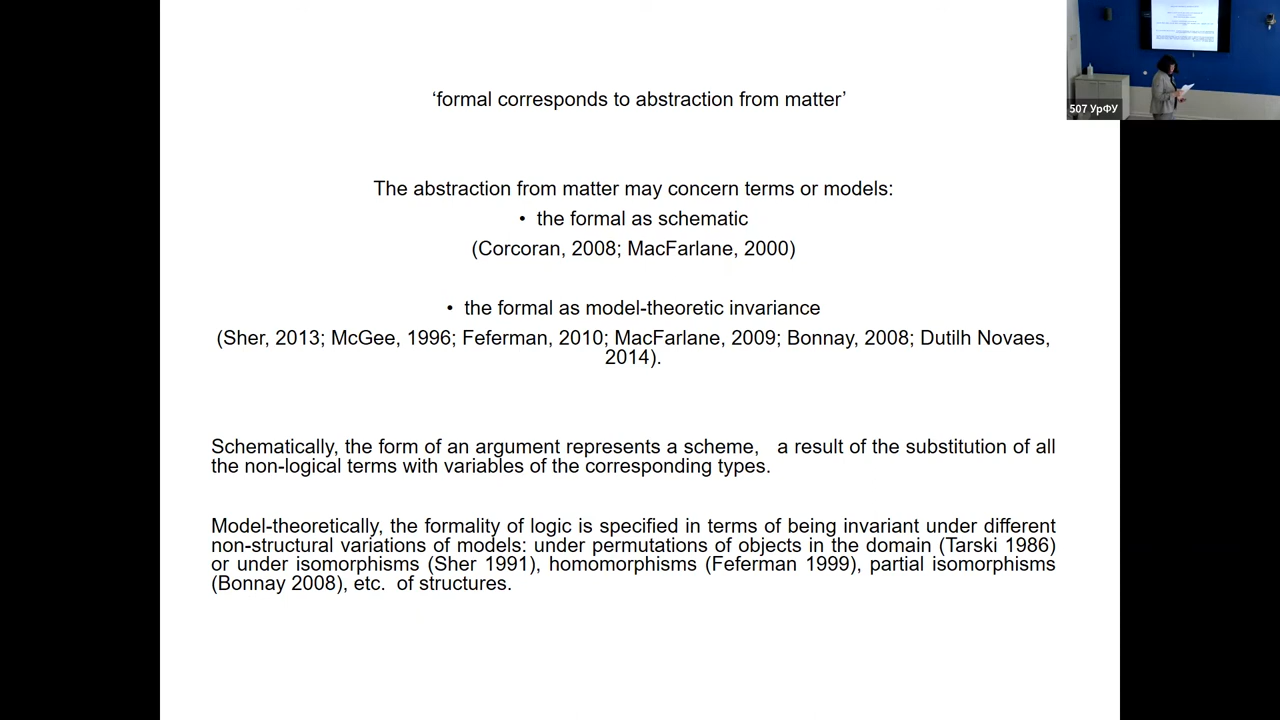 ‘formal corresponds to abstraction from matter’
The abstraction from matter may concern terms or models:
• the formal as schematic
(Corcoran, 2008; MacFarlane, 2000)
• the formal as model-theoretic invariance
(Sher, 2013; McGee, 1996; Feferman, 2010; MacFarlane, 2009; Bonnay, 2008; Dutilh Novaes,
2014).
Schematically, the form of an argument represents a scheme, a result of the substitution of all
the non-logical terms with variables of the corresponding types.
Model-theoretically, the formality of logic is specified in terms of being invariant under different
non-structural variations of models: under permutations of objects in the domain (Tarski 1986)
or under isomorphisms (Sher 1991), homomorphisms (Feferman 1999), partial isomorphisms
(Bonnay 2008), etc. of structures.
507 УрФУ